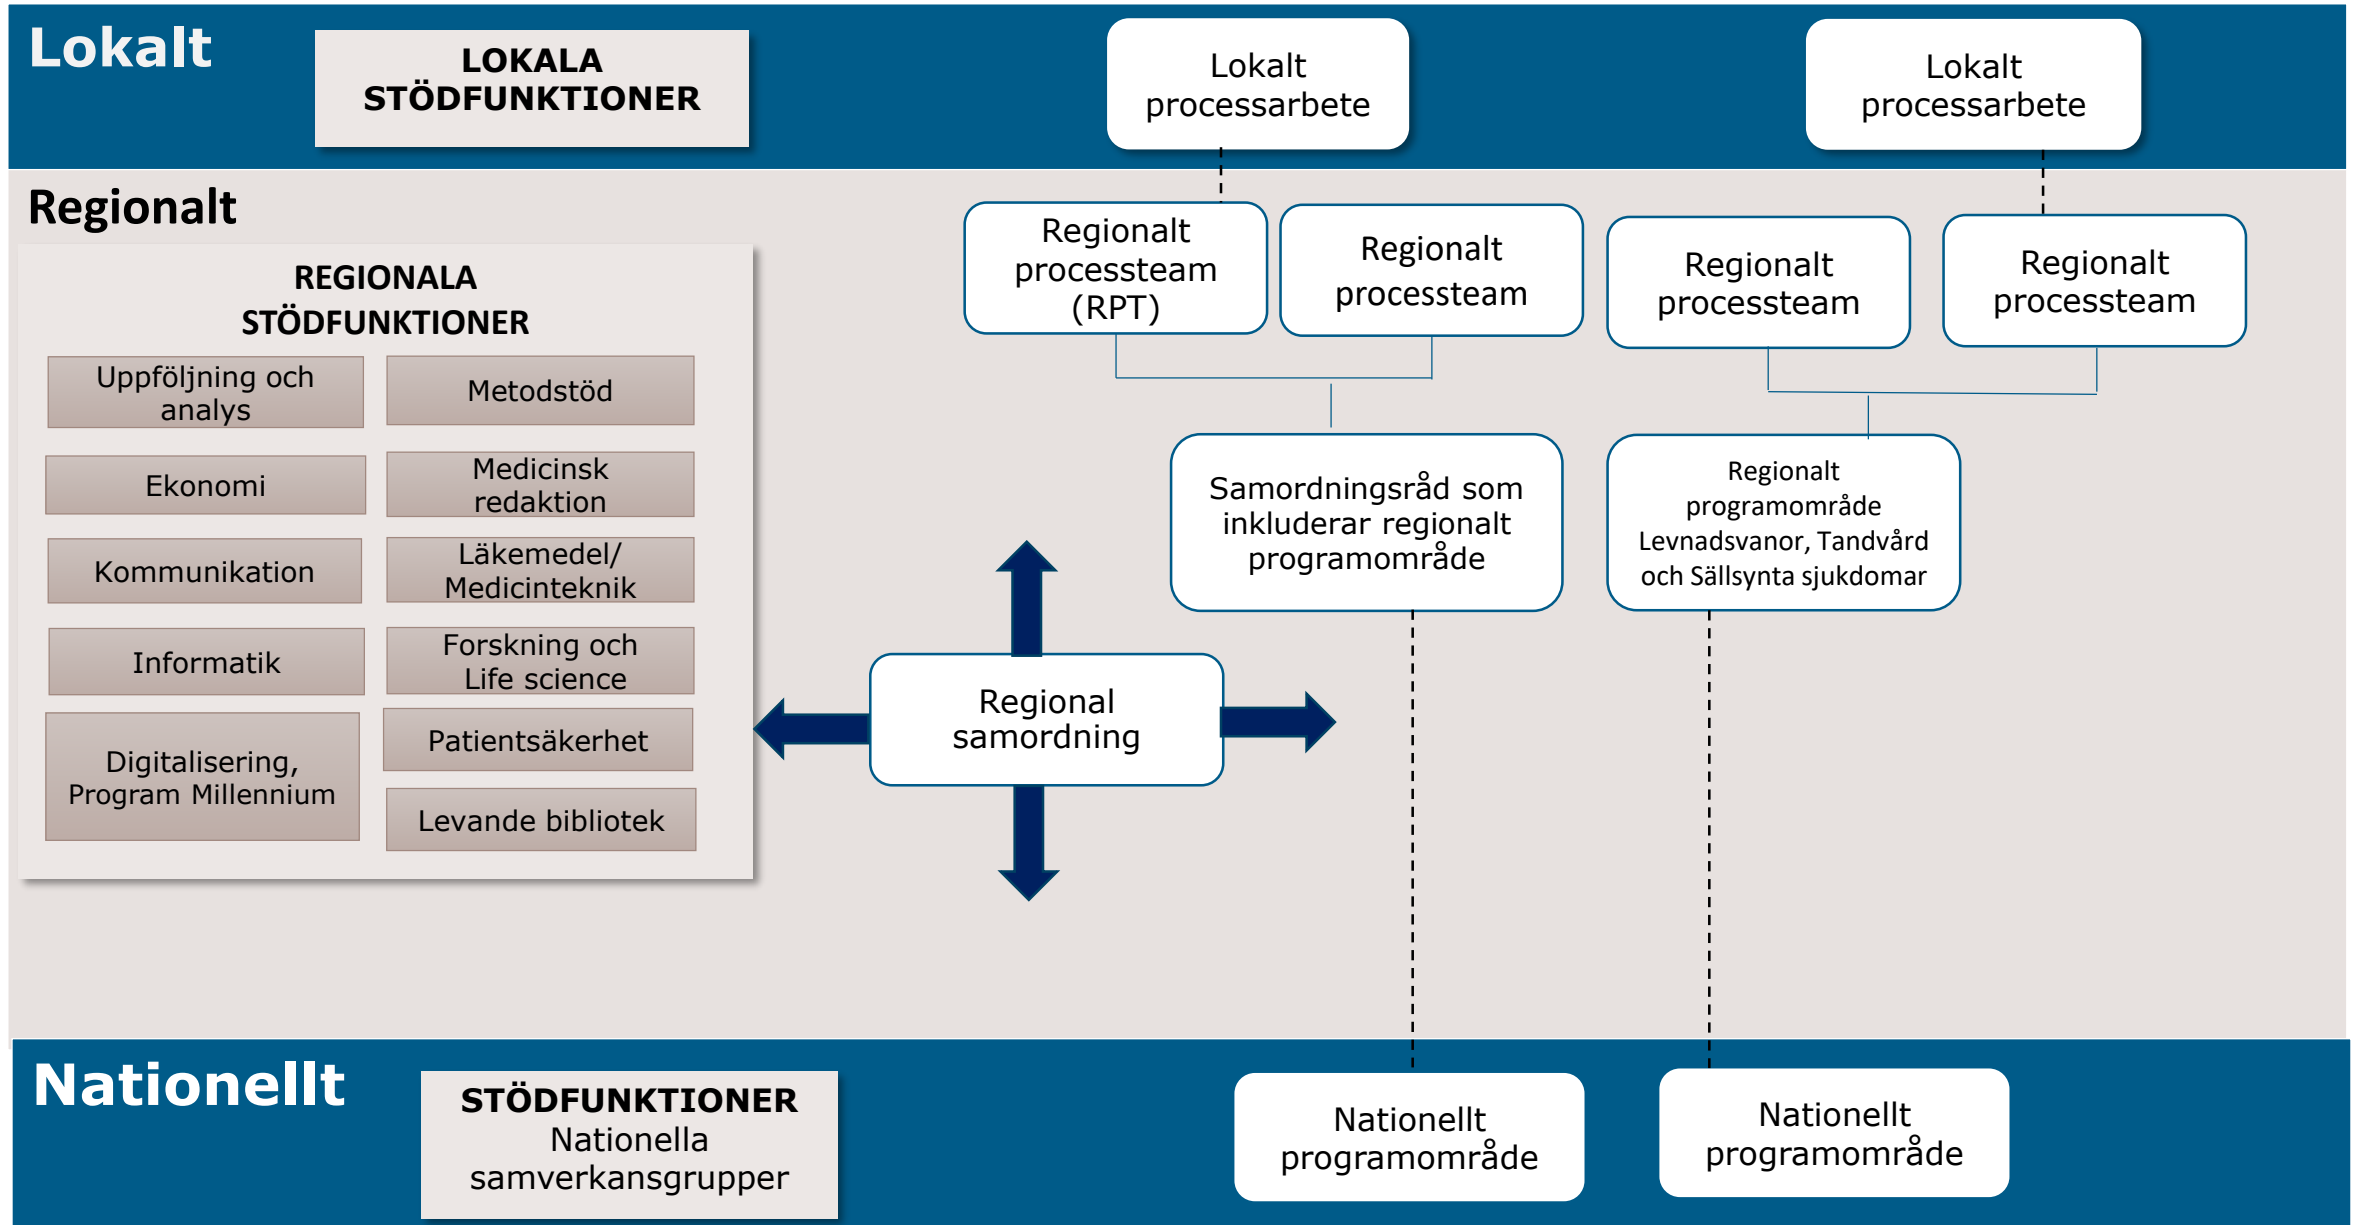 Lokalt
LOKALA
STÖDFUNKTIONER
Lokalt
processarbete
Lokalt
processarbete
Regionalt
REGIONALA
STÖDFUNKTIONER
Uppföljning och
analys
Metodstöd
Ekonomi
Medicinsk
redaktion
Kommunikation
Läkemedel/
Medicinteknik
Informatik
Forskning och
Life science
Digitalisering,
Program Millennium
Patientsäkerhet
Levande bibliotek
Regionalt
processteam
(RPT)
Regionalt
processteam
Regionalt
processteam
Regionalt
processteam
Samordningsråd som
inkluderar regionalt
programområde
Regionalt
programområde
Levnadsvanor, Tandvård
och Sällsynta sjukdomar
Regional
samordning
Nationellt
STÖDFUNKTIONER
Nationella
samverkansgrupper
Nationellt
programområde
Nationellt
programområde